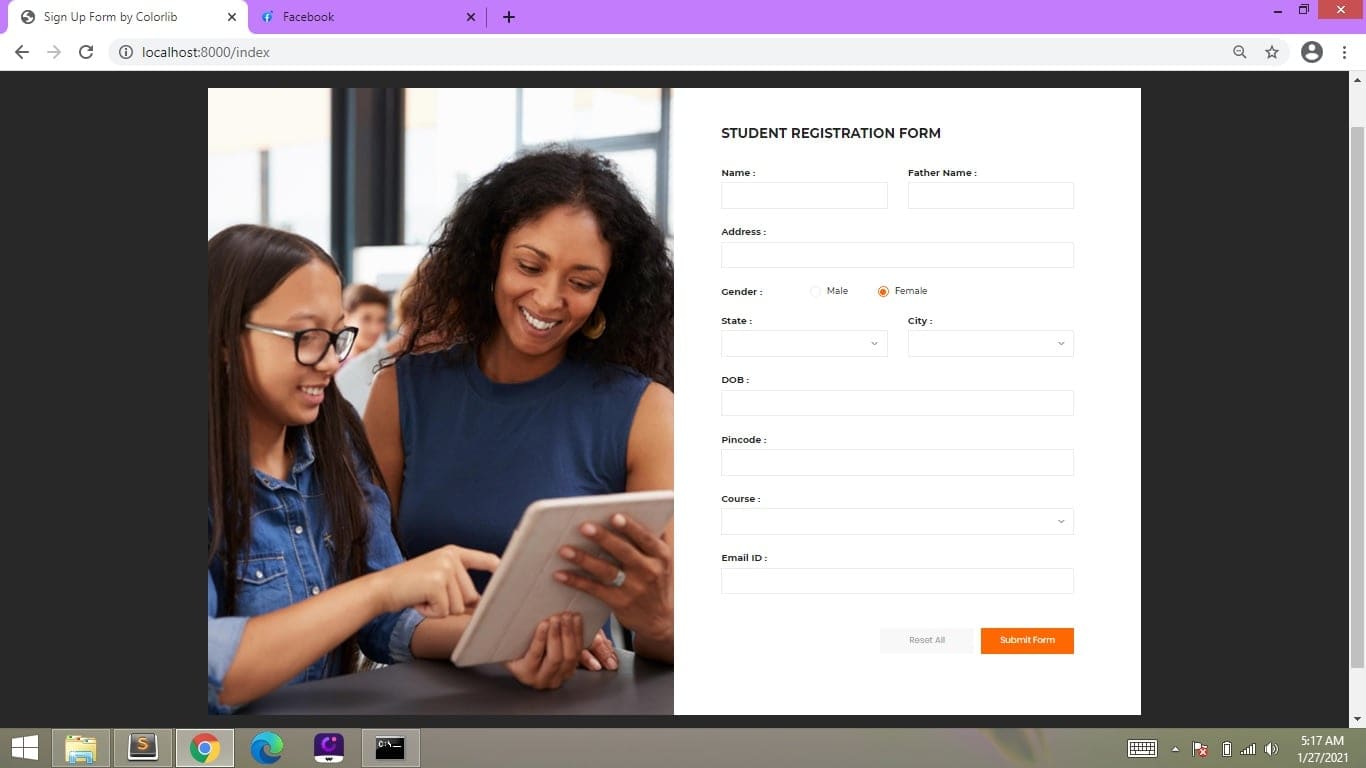 Sign Up Form by Colorlib
Facebook
localhost:8000/index
STUDENT REGISTRATION FORM
Name : Father Name :
Address :
Gender : Male Female
State : City :
DOB :
Pincode :
Course :
Email ID :
Reset All Submit Form
S
C:\
5:17 AM
1/27/2021